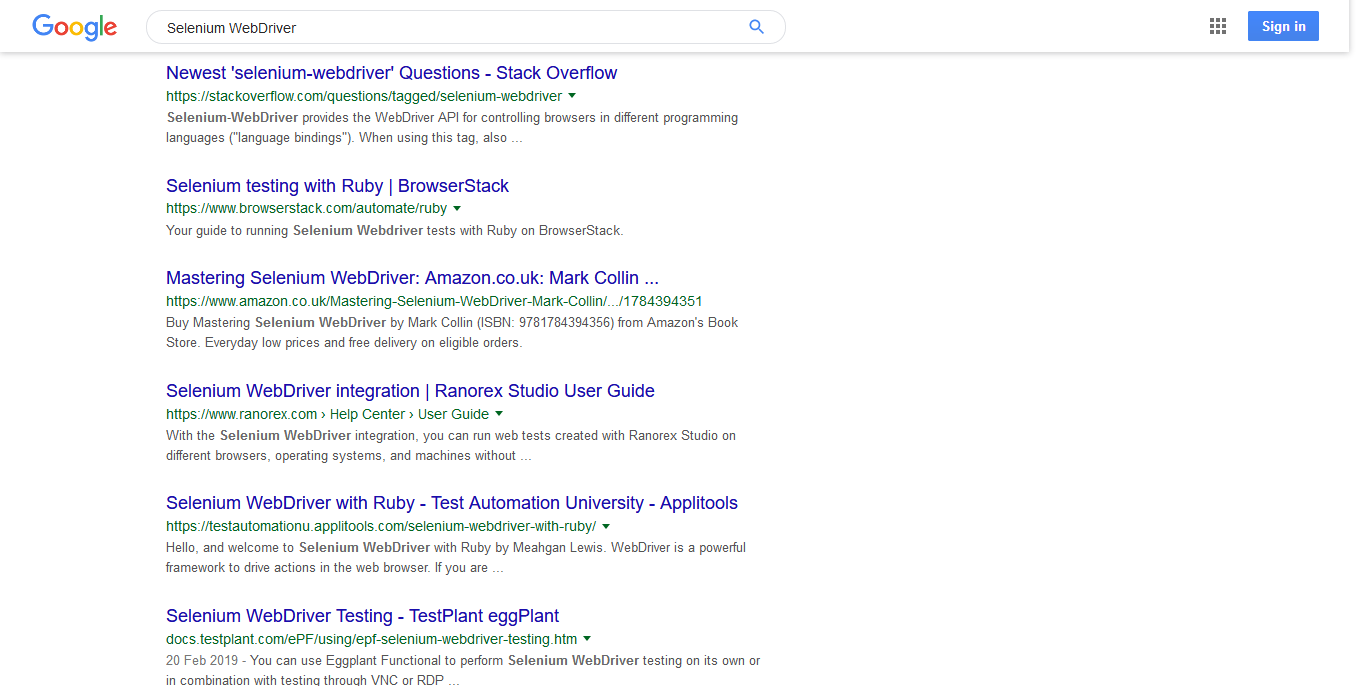 Google
Selenium WebDriver
Sign in
Newest 'selenium-webdriver' Questions - Stack Overflow
https://stackoverflow.com/questions/tagged/selenium-webdriver
Selenium-WebDriver provides the WebDriver API for controlling browsers in different programming
languages ("language bindings"). When using this tag, also ...
Selenium testing with Ruby | BrowserStack
https://www.browserstack.com/automate/ruby
Your guide to running Selenium Webdriver tests with Ruby on BrowserStack.
Mastering Selenium WebDriver: Amazon.co.uk: Mark Collin ...
https://www.amazon.co.uk/Mastering-Selenium-WebDriver-Mark-Collin/.../1784394351
Buy Mastering Selenium WebDriver by Mark Collin (ISBN: 9781784394356) from Amazon's Book
Store. Everyday low prices and free delivery on eligible orders.
Selenium WebDriver integration | Ranorex Studio User Guide
https://www.ranorex.com › Help Center › User Guide
With the Selenium WebDriver integration, you can run web tests created with Ranorex Studio on
different browsers, operating systems, and machines without ...
Selenium WebDriver with Ruby - Test Automation University - Applitools
https://testautomationu.applitools.com/selenium-webdriver-with-ruby/
Hello, and welcome to Selenium WebDriver with Ruby by Meahgan Lewis. WebDriver is a powerful
framework to drive actions in the web browser. If you are ...
Selenium WebDriver Testing - TestPlant eggPlant
docs.testplant.com/ePF/using/epf-selenium-webdriver-testing.htm
20 Feb 2019 - You can use Eggplant Functional to perform Selenium WebDriver testing on its own or
in combination with testing through VNC or RDP ...